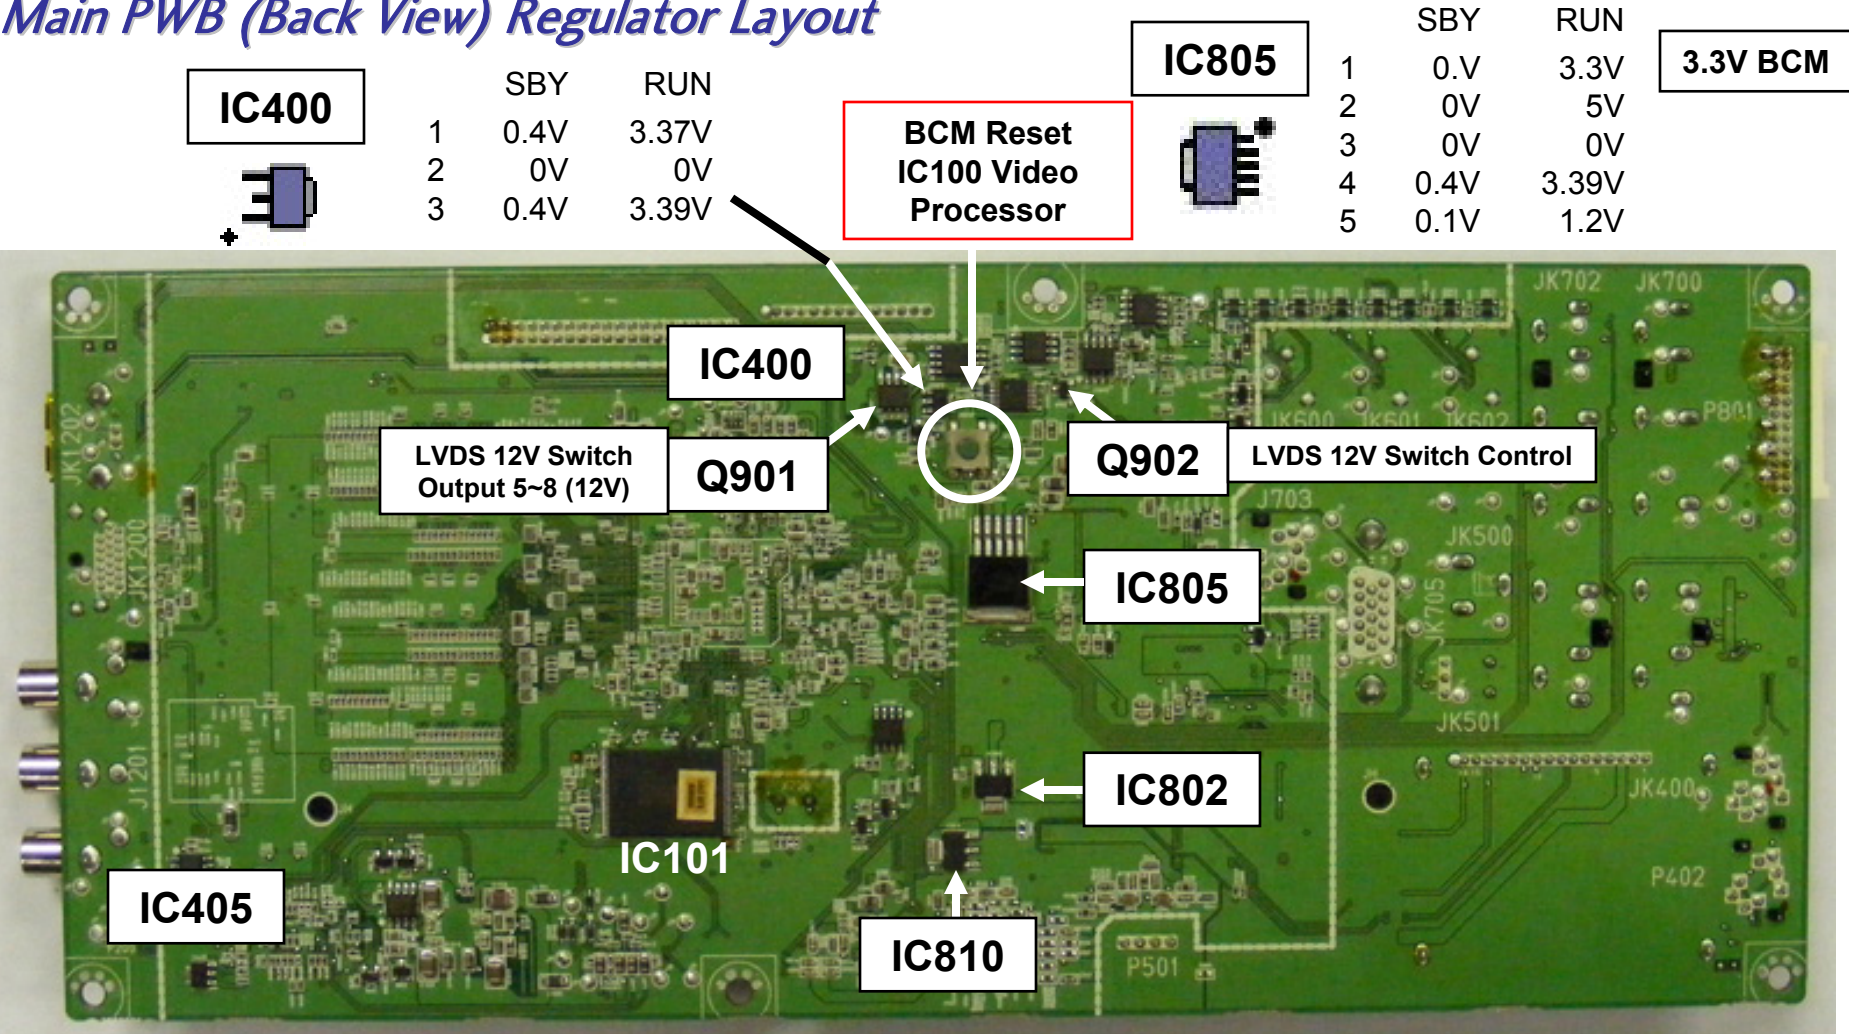 Main PWB (Back View) Regulator Layout
IC400
SBY RUN
1 0.4V 3.37V
2 0V 0V
3 0.4V 3.39V
BCM Reset
IC100 Video
Processor
IC805
SBY RUN
1 0.V 3.3V
2 0V 5V
3 0V 0V
4 0.4V 3.39V
5 0.1V 1.2V
3.3V BCM
JK702 JK700
IC400
JK1202
JK600 JK601 JK602
P801
LVDS 12V Switch
Output 5~8 (12V)
Q901
Q902
LVDS 12V Switch Control
J703
JK1200
JK500
IC805
JK705
JK501
J1201
IC802
JK400
IC101
P402
IC405
IC810
P501